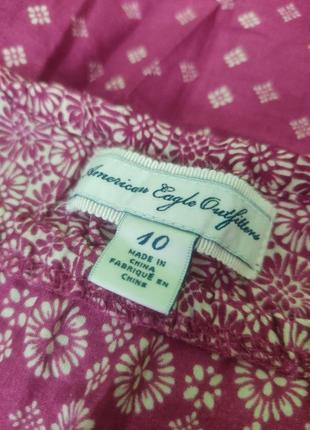 American Eagle Outfitters
10
MADE IN
CHINA
FABRIQUÉ EN
CHINE